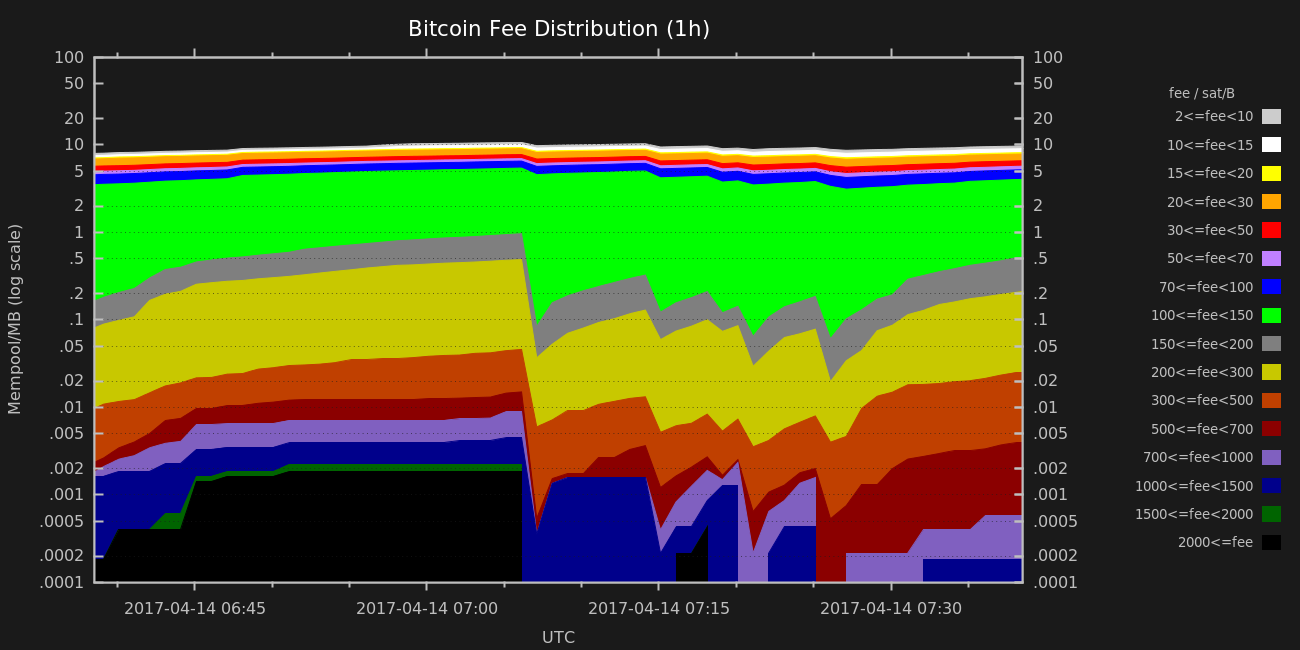 Bitcoin Fee Distribution (1h)
100 100
50 50
20 20
10 10
5 5
2 2
1 1
.5 .5
.2 .2
.1 .1
.05 .05
.02 .02
.01 .01
.005 .005
.002 .002
.001 .001
.0005 .0005
.0002 .0002
.0001 .0001
Mempool/MB (log scale)
2017-04-14 06:45 2017-04-14 07:00 2017-04-14 07:15 2017-04-14 07:30
UTC
fee / sat/B
2<=fee<10
10<=fee<15
15<=fee<20
20<=fee<30
30<=fee<50
50<=fee<70
70<=fee<100
100<=fee<150
150<=fee<200
200<=fee<300
300<=fee<500
500<=fee<700
700<=fee<1000
1000<=fee<1500
1500<=fee<2000
2000<=fee